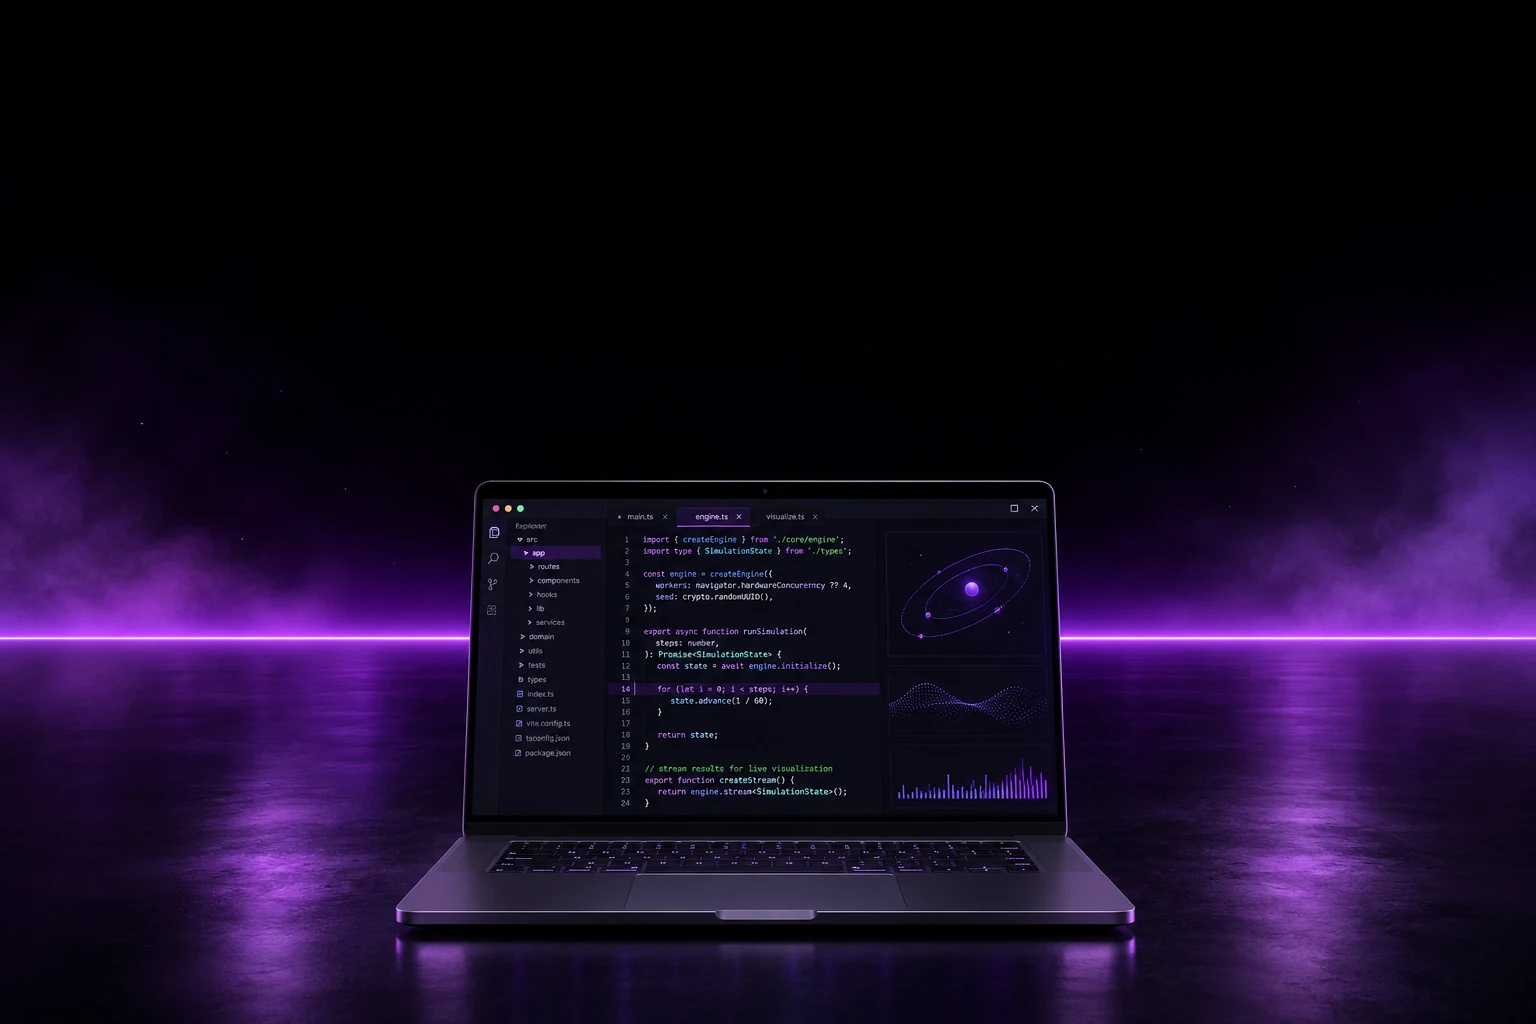 main.ts
engine.ts
visualize.ts
Explorer
src
app
routes
components
hooks
lib
services
domain
utils
tests
types
index.ts
server.ts
vite.config.ts
tsconfig.json
package.json
1 import { createEngine } from './core/engine';
2 import type { SimulationState } from './types';
3
4 const engine = createEngine({
5 workers: navigator.hardwareConcurrency ?? 4,
6 seed: crypto.randomUUID(),
7 });
9
9 export async function runSimulation(
10 steps: number,
11 ): Promise<SimulationState> {
12 const state = await engine.initialize();
13
14 for (let i = 0; i < steps; i++) {
15 state.advance(1 / 60);
16 }
17
18 return state;
19 }
20
21 // stream results for live visualization
23 export function createStream() {
23 return engine.stream<SimulationState>();
24 }